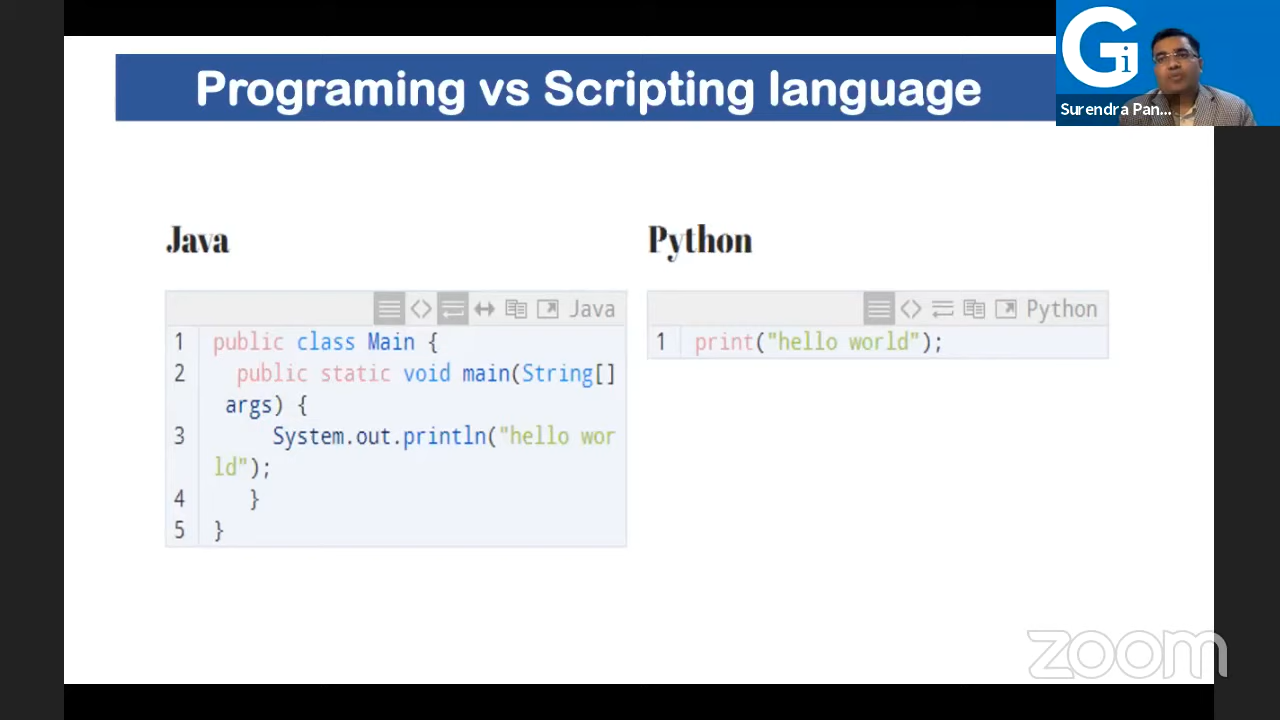 Programing vs Scripting language
Gi
Surendra Pan...
Java
Java
1 public class Main {
2 public static void main(String[]
args) {
3 System.out.println("hello wor
ld");
4 }
5 }
Python
Python
1 print("hello world");
zoom